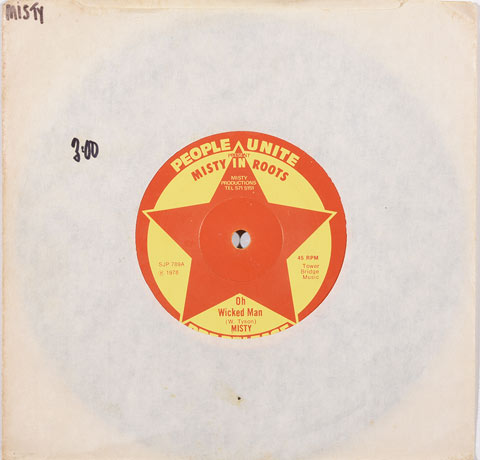 MISTY
3.00
PEOPLE UNITE
PRESENT
MISTY IN ROOTS
MISTY
PRODUCTIONS
TEL 571 5151
SJP 789A
℗ 1978
45 RPM
Tower
Bridge
Music
Oh
Wicked Man
(W. Tyson)
MISTY